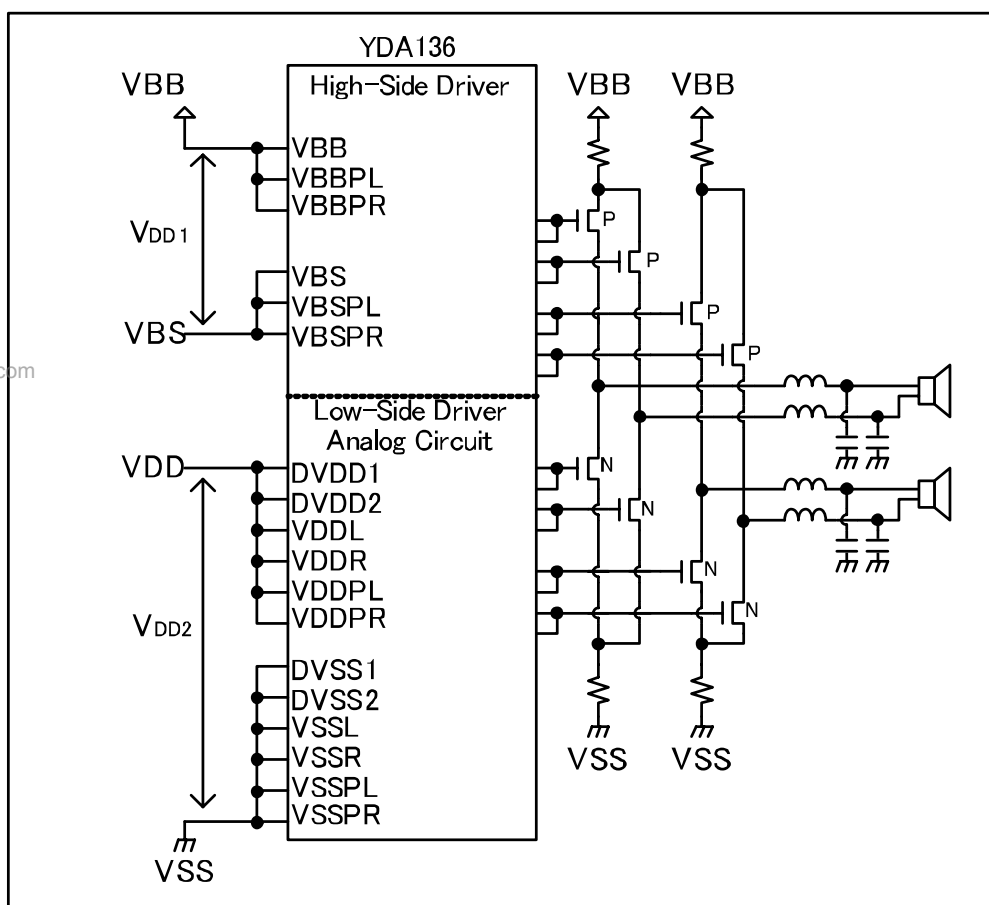 YDA136
High-Side Driver
VBB
VBB
VBB
VBB
VBBPL
VBBPR
VDD1
P
P
VBS
VBSPL
VBSPR
VBS
P
P
com
Low-Side Driver
Analog Circuit
VDD
DVDD1
DVDD2
VDDL
VDDR
VDDPL
VDDPR
VDD2
N
N
N
N
DVSS1
DVSS2
VSSL
VSSR
VSSPL
VSSPR
VSS
VSS
VSS